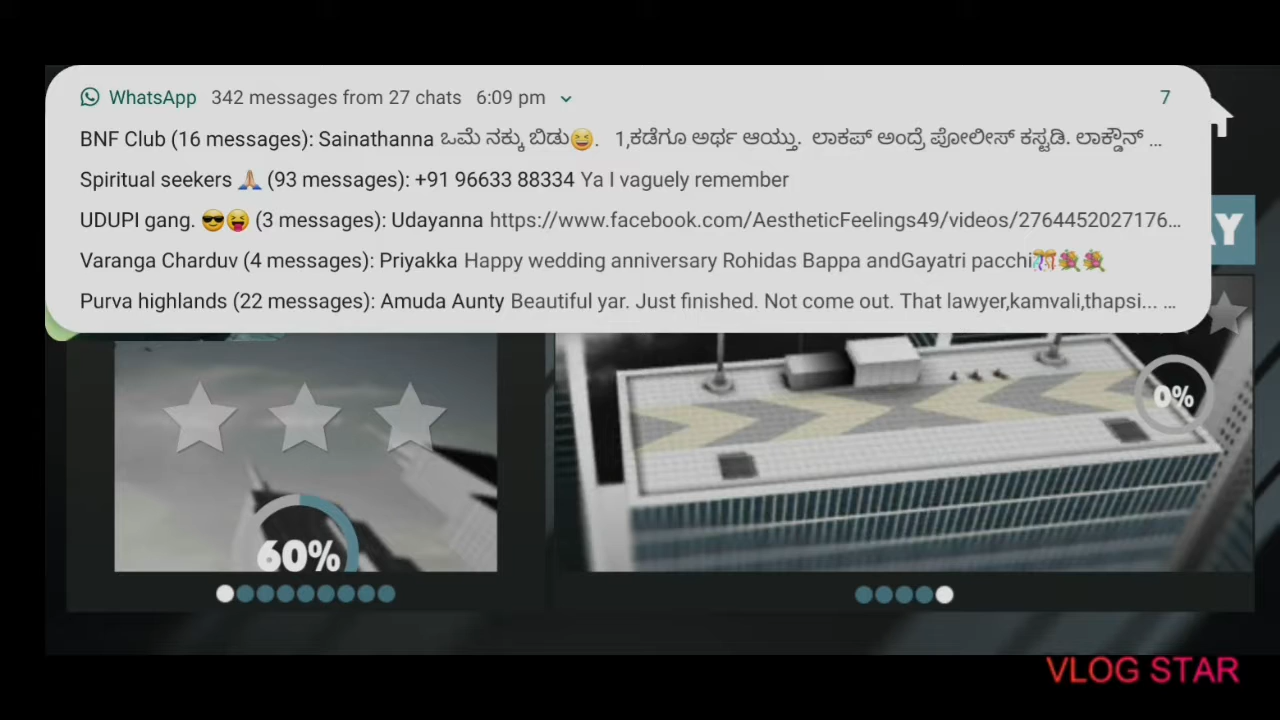 WhatsApp 342 messages from 27 chats 6:09 pm 7
BNF Club (16 messages): Sainathanna ಒಮೆ ನಕ್ಕು ಬಿಡು😆. 1,ಕಡೆಗೂ ಅರ್ಥ ಆಯ್ತು. ಲಾಕಪ್ ಅಂದ್ರೆ ಪೋಲೀಸ್ ಕಸ್ಟಡಿ. ಲಾಕ್ಡೌನ್ ...
Spiritual seekers 🙏🏼 (93 messages): +91 96633 88334 Ya I vaguely remember
UDUPI gang. 😎😝 (3 messages): Udayanna https://www.facebook.com/AestheticFeelings49/videos/2764452027176...
Varanga Charduv (4 messages): Priyakka Happy wedding anniversary Rohidas Bappa andGayatri pacchi🎊💐💐
Purva highlands (22 messages): Amuda Aunty Beautiful yar. Just finished. Not come out. That lawyer,kamvali,thapsi... ...
0%
60%
VLOG STAR